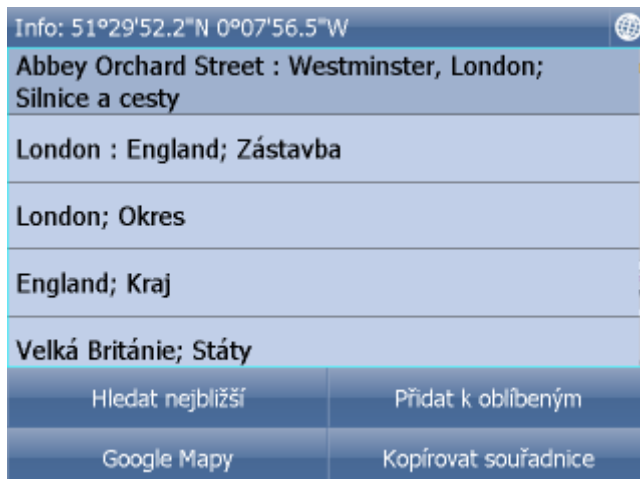 Info: 51°29'52.2"N 0°07'56.5"W
Abbey Orchard Street : Westminster, London;
Silnice a cesty
London : England; Zástavba
London; Okres
England; Kraj
Velká Británie; Státy
Hledat nejbližší
Přidat k oblíbeným
Google Mapy
Kopírovat souřadnice